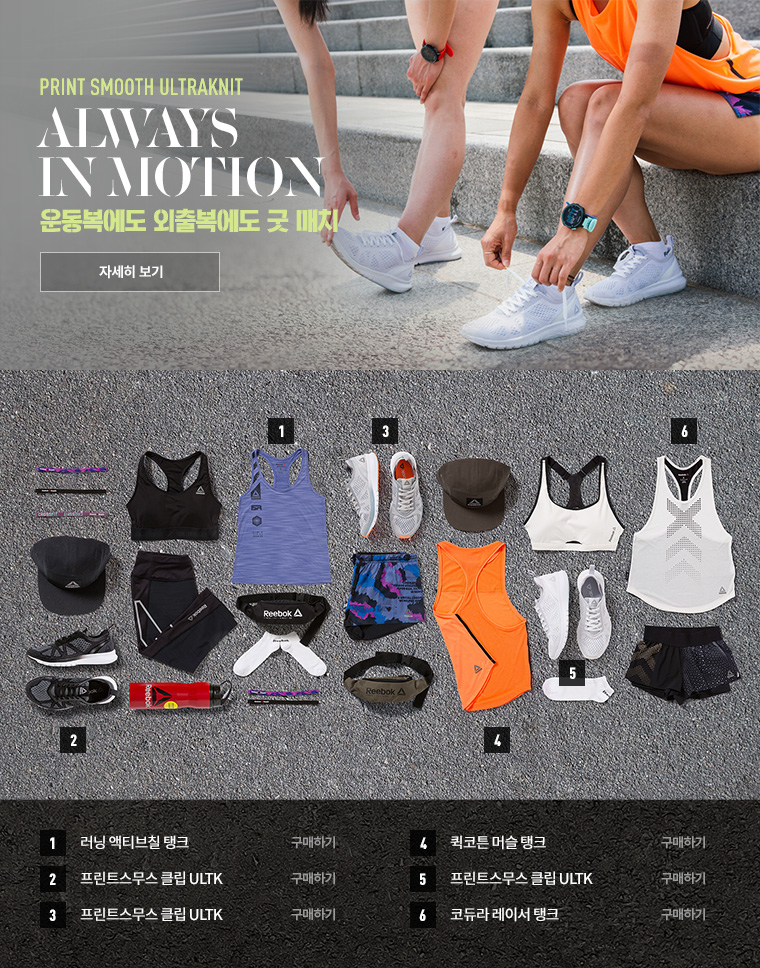 PRINT SMOOTH ULTRAKNIT
ALWAYS
IN MOTION
운동복에도 외출복에도 굿 매치
자세히 보기
1
3
6
Reebok
Reebok
Reebok
Reebok
5
2
4
1 러닝 액티브칠 탱크 구매하기
2 프린트스무스 클립 ULTK 구매하기
3 프린트스무스 클립 ULTK 구매하기
4 퀵코튼 머슬 탱크 구매하기
5 프린트스무스 클립 ULTK 구매하기
6 코듀라 레이서 탱크 구매하기